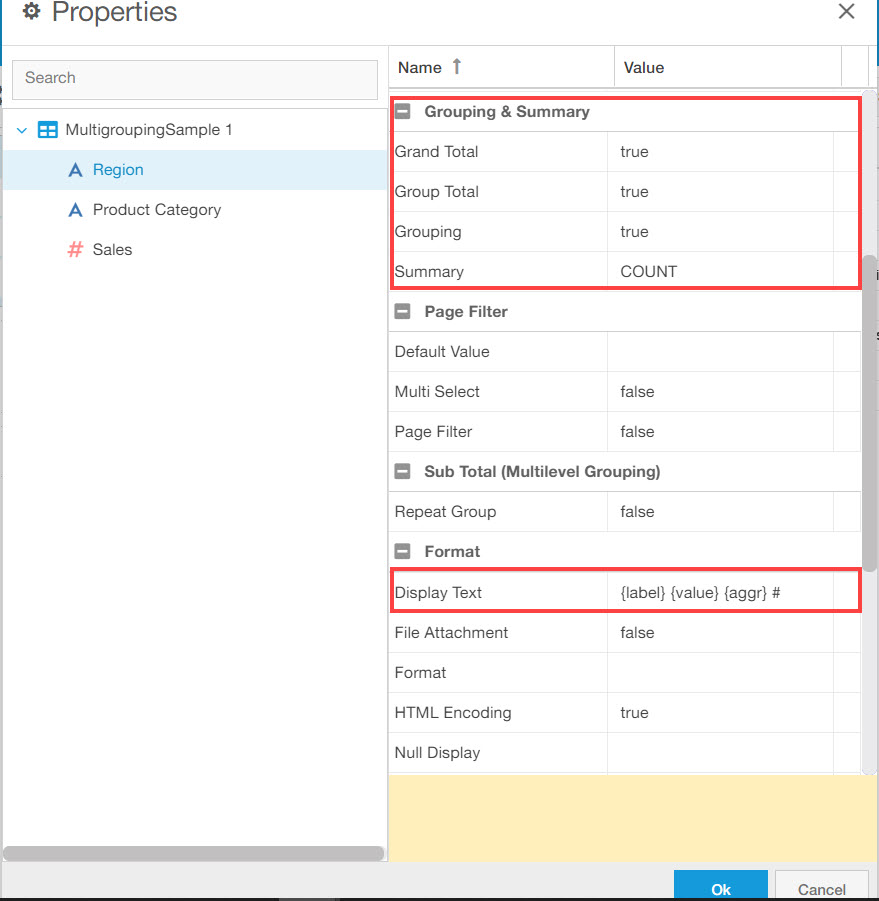 Properties
Search
MultigroupingSample 1
A Region
A Product Category
# Sales
Name ↑ Value
Grouping & Summary
Grand Total true
Group Total true
Grouping true
Summary COUNT
Page Filter
Default Value
Multi Select false
Page Filter false
Sub Total (Multilevel Grouping)
Repeat Group false
Format
Display Text {label} {value} {aggr} #
File Attachment false
Format
HTML Encoding true
Null Display
Ok Cancel